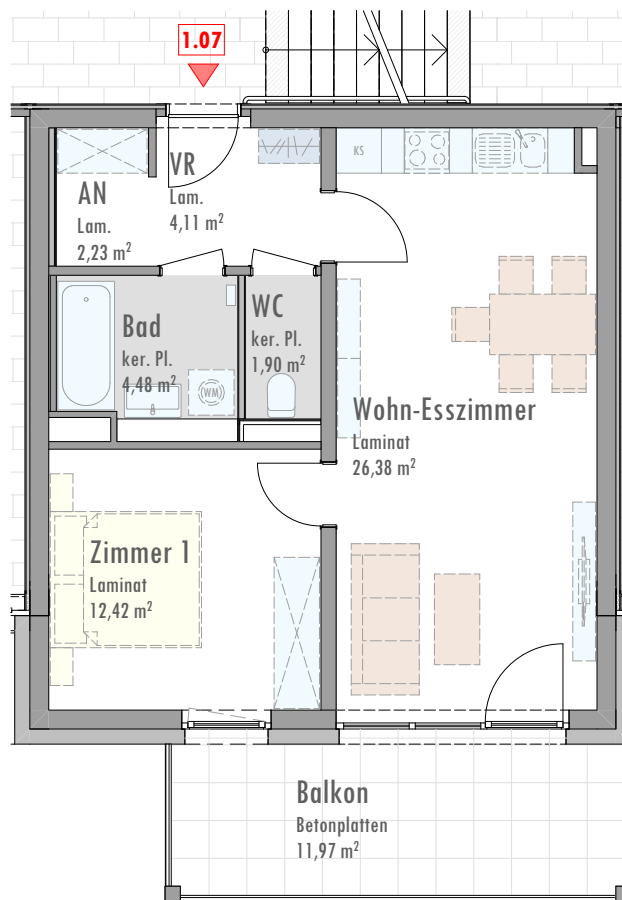 1.07
VR
Lam.
4,11 m²
AN
Lam.
2,23 m²
KS
Bad
ker. Pl.
4,48 m²
WM
WC
ker. Pl.
1,90 m²
Wohn-Esszimmer
Laminat
26,38 m²
Zimmer 1
Laminat
12,42 m²
Balkon
Betonplatten
11,97 m²